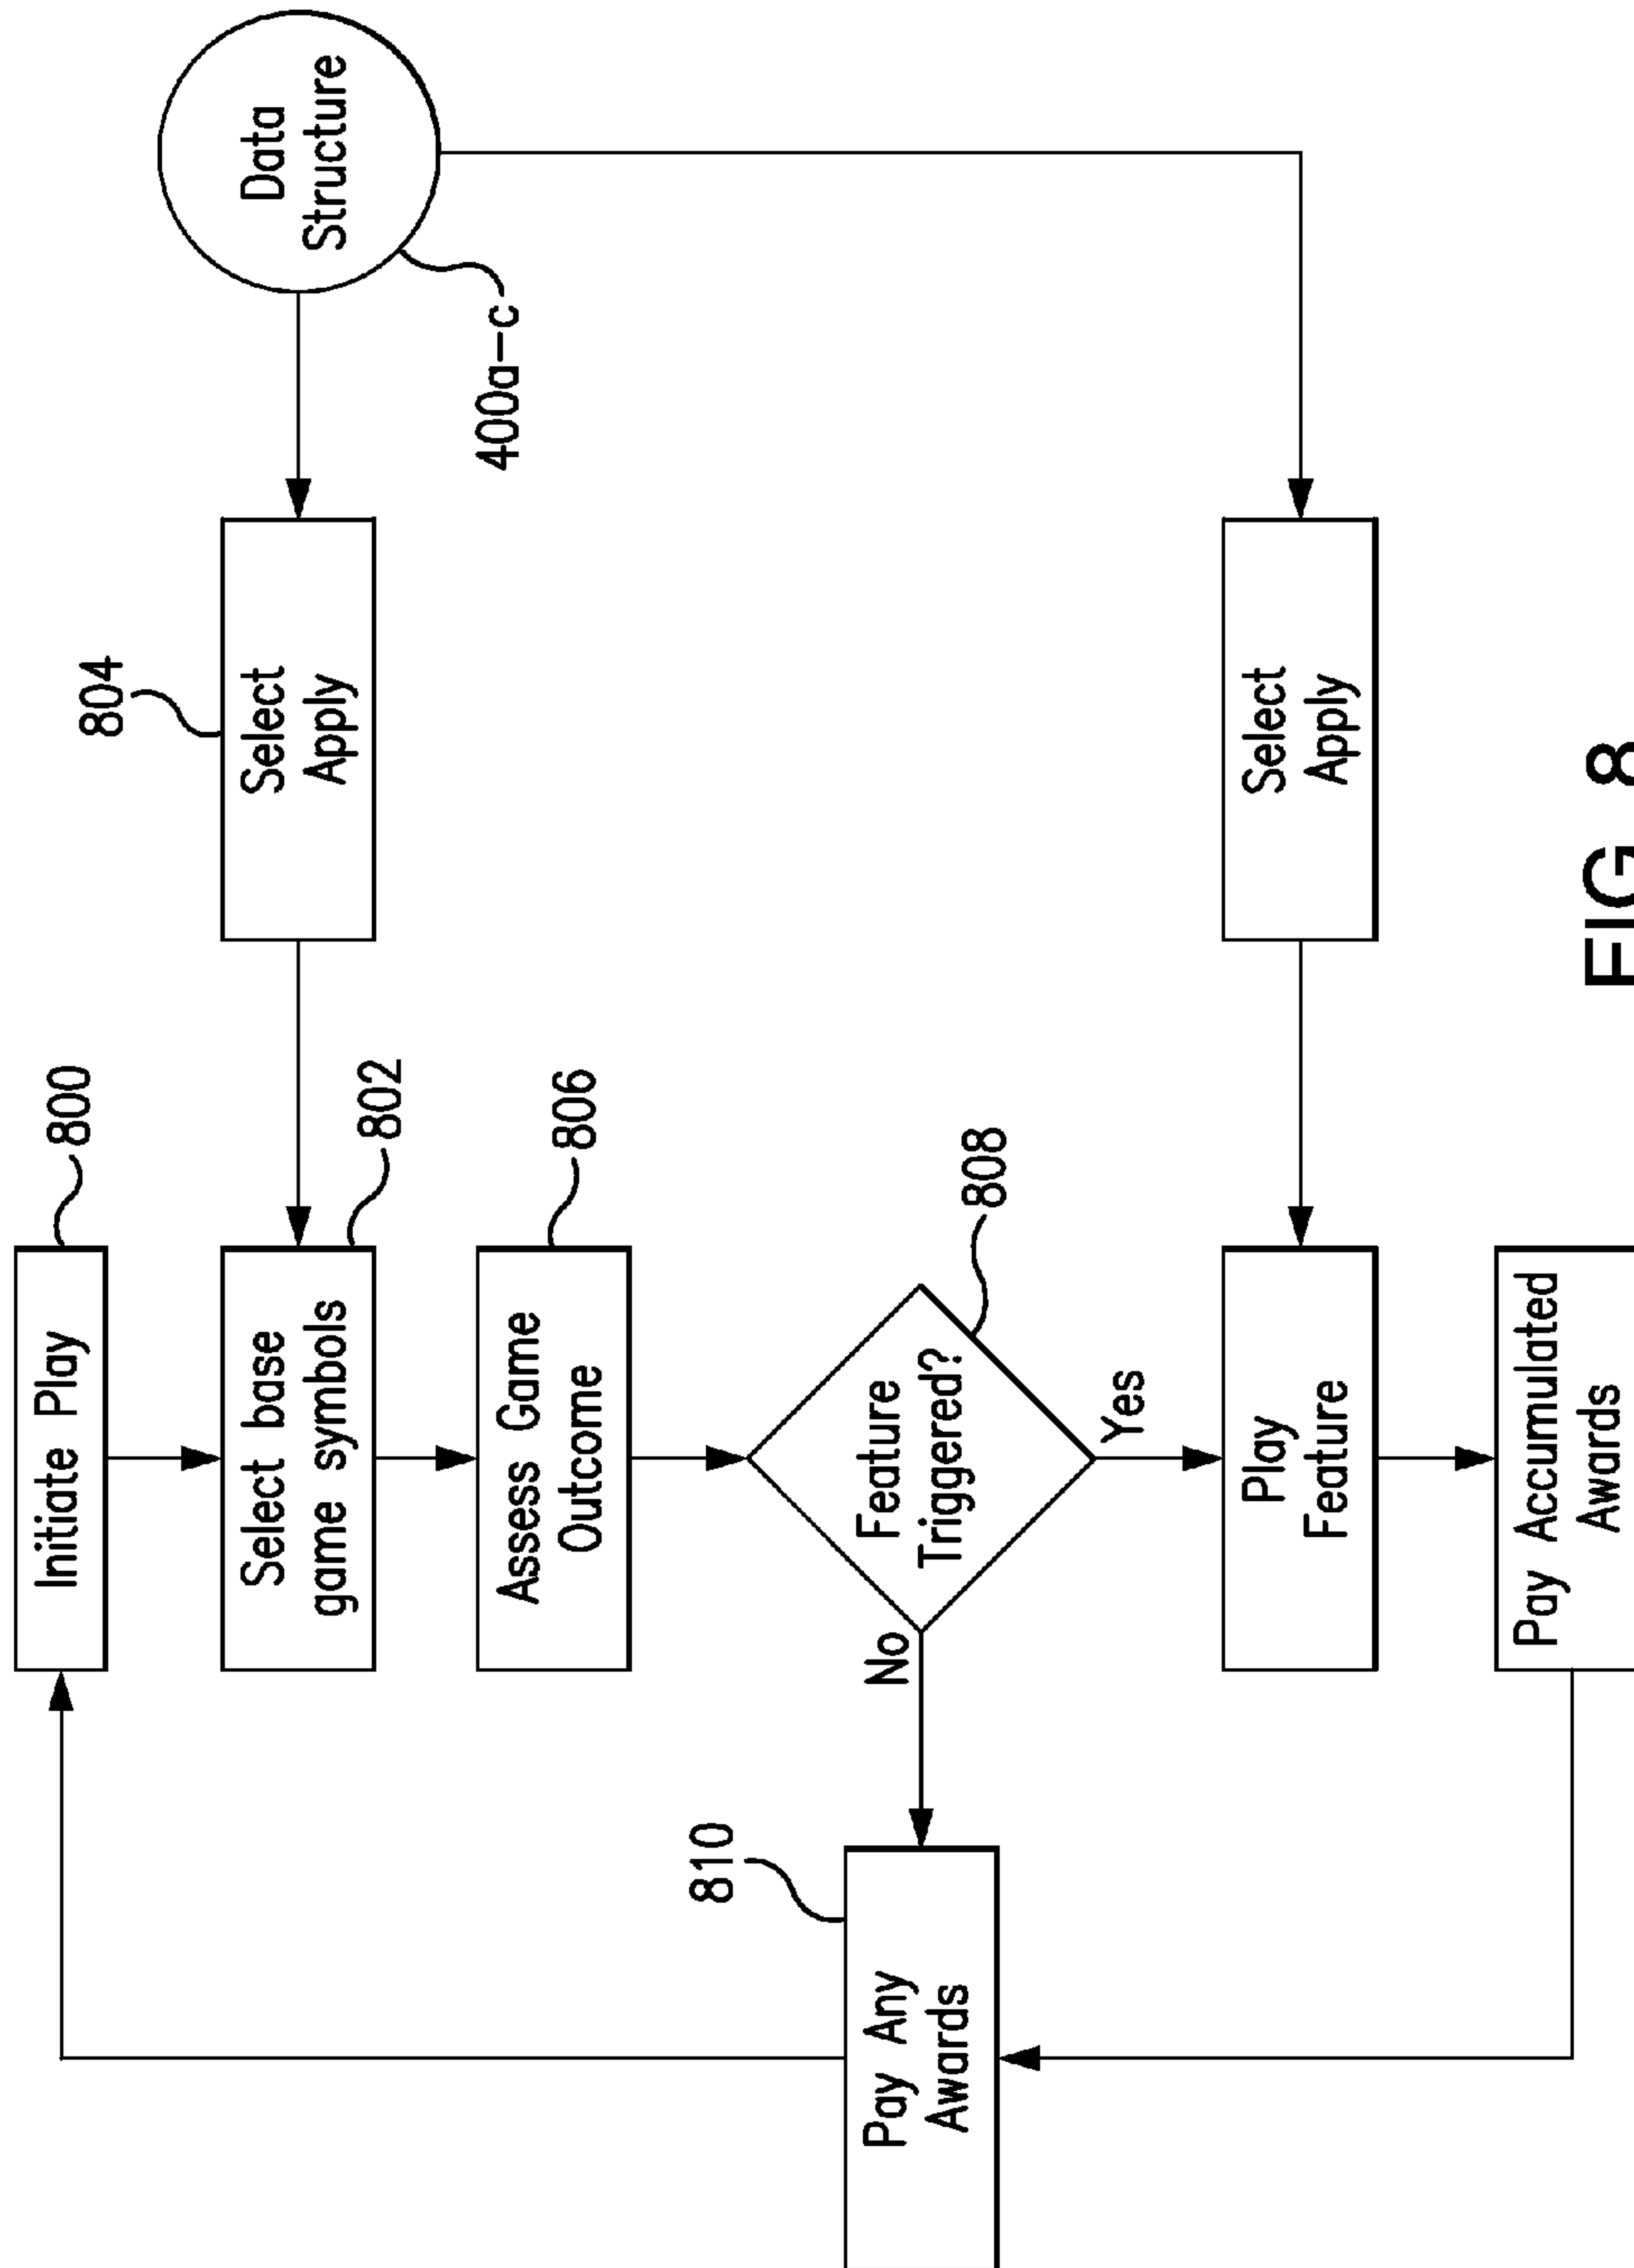 Initiate Play
800
Select base
game symbols
802
Select
Apply
804
Data
Structure
400a-c
Assess Game
Outcome
806
Feature
Triggered?
808
No
Yes
Pay Any
Awards
810
Play
Feature
Select
Apply
Pay Accumulated
Awards
FIG 8